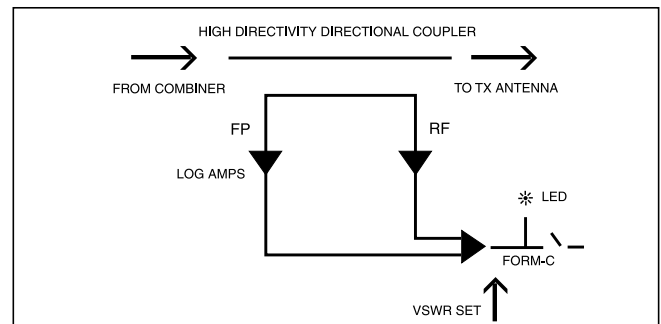 HIGH DIRECTIVITY DIRECTIONAL COUPLER
FROM COMBINER
TO TX ANTENNA
FP
RF
LOG AMPS
LED
FORM-C
VSWR SET